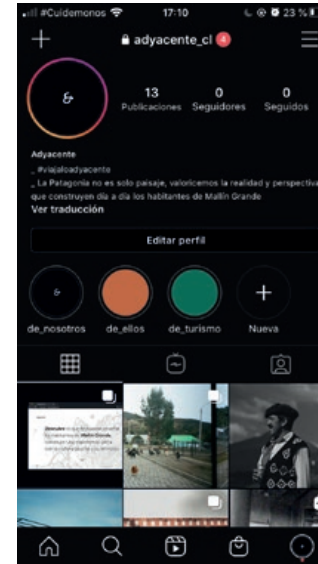 #Cuidemonos 17:10 23 %
adyacente_cl 4
&
13 0 0
Publicaciones Seguidores Seguidos
Adyacente
_ #viajaloadyacente
_ La Patagonia no es solo paisaje, valoricemos la realidad y perspectiva
que construyen día a día los habitantes de Mallín Grande
Ver traducción
Editar perfil
&
de_nosotros de_ellos de_turismo Nueva
Descubre
Mallín Grande,